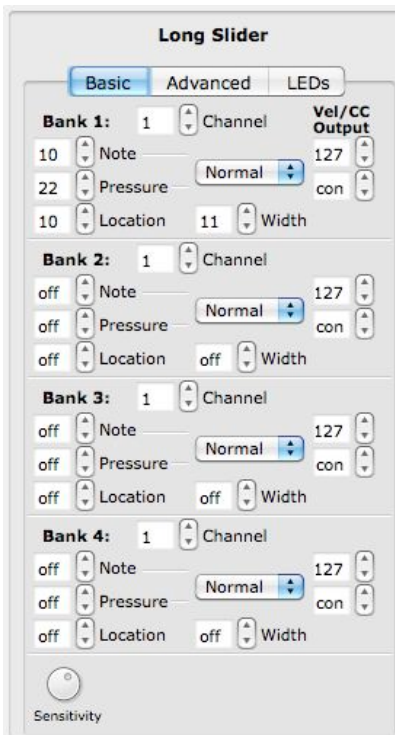 Long Slider
Basic Advanced LEDs
Bank 1: 1 Channel Vel/CC Output
10 Note Normal 127
22 Pressure con
10 Location 11 Width
Bank 2: 1 Channel
off Note Normal 127
off Pressure con
off Location off Width
Bank 3: 1 Channel
off Note Normal 127
off Pressure con
off Location off Width
Bank 4: 1 Channel
off Note Normal 127
off Pressure con
off Location off Width
Sensitivity